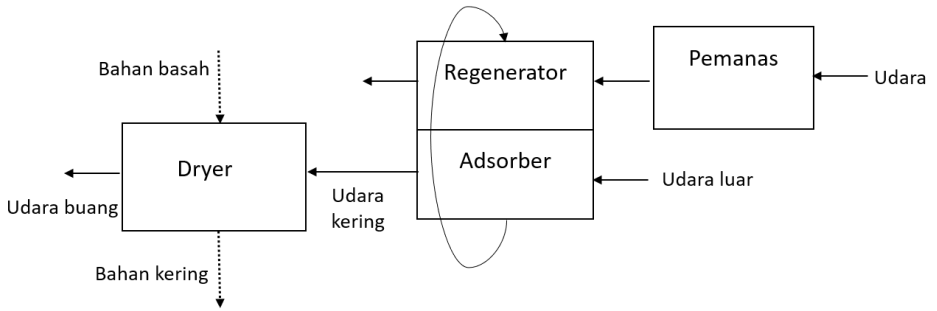 Bahan basah
Regenerator
Pemanas
Udara
Adsorber
Dryer
Udara luar
Udara buang
Udara
kering
Bahan kering